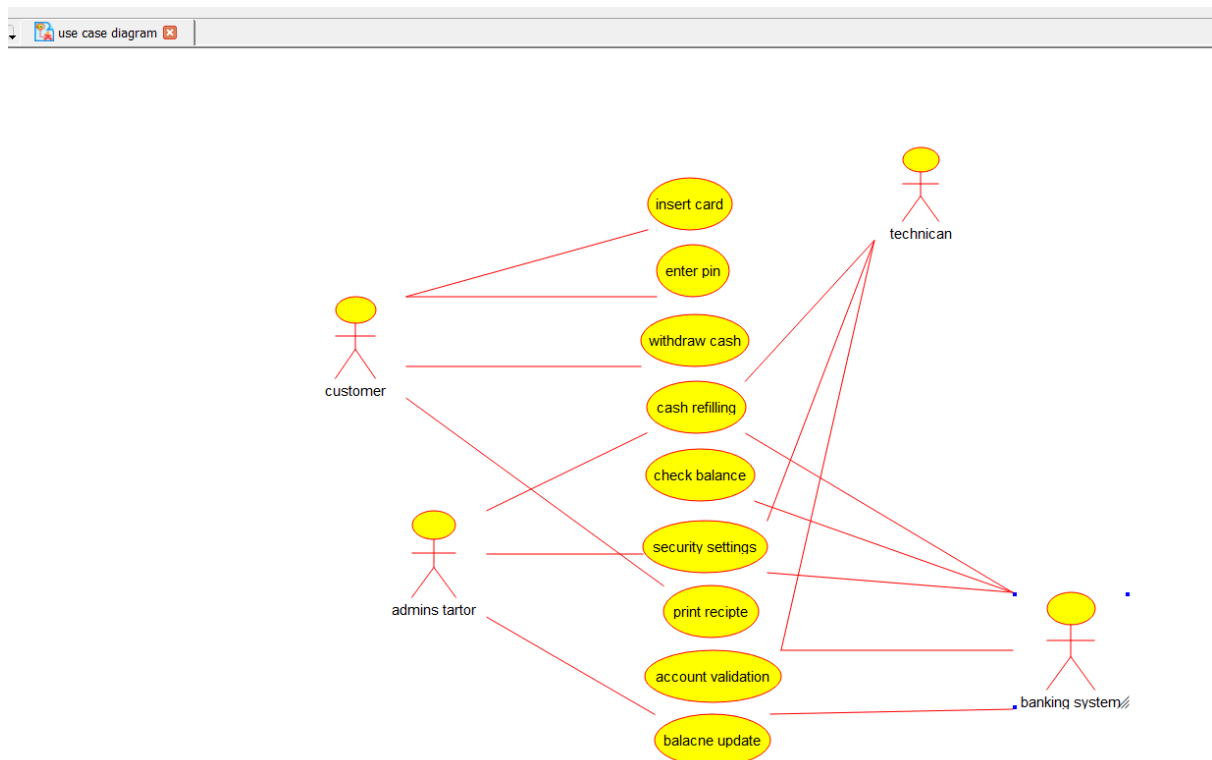 use case diagram
insert card
technican
enter pin
withdraw cash
customer
cash refilling
check balance
security settings
admins tartor
print recipte
account validation
banking system
balacne update